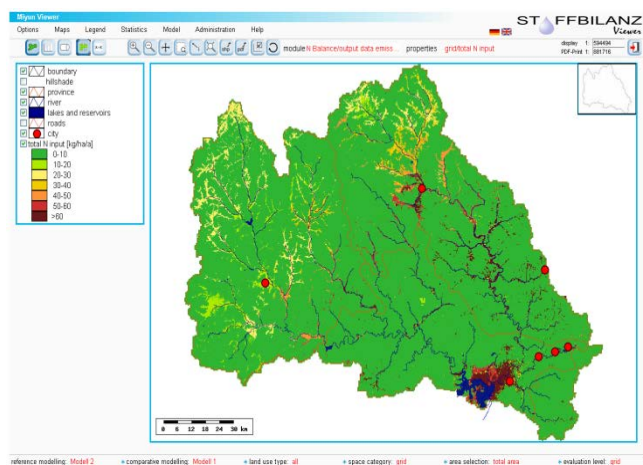 Miyun Viewer
Options Maps Legend Statistics Model Administration Help
STOFFBILANZ
Viewer
display 1: 594494
PDF-Print 1: 881716
module N Balance/output data emiss... properties grid/total N input
boundary
hillshade
province
river
lakes and reservoirs
roads
city
total N input [kg/ha/a]
0-10
10-20
20-30
30-40
40-50
50-60
>60
0 6 12 18 24 30 km
reference modelling: Modell 2 comparative modelling: Modell 1 land use type: all space category: grid area selection: total area evaluation level: grid